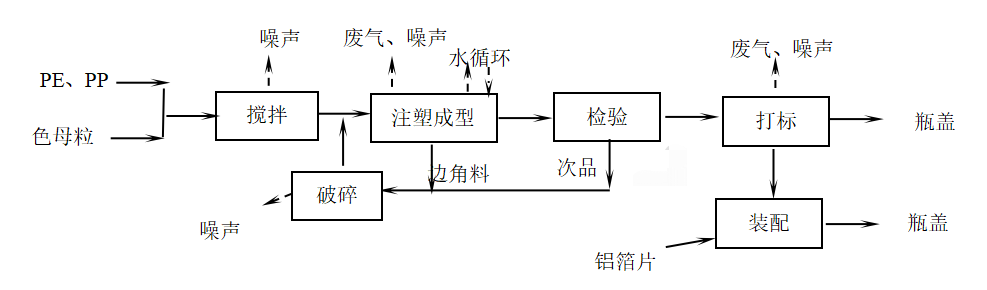 噪声
废气、噪声
水循环
废气、噪声
PE、PP
搅拌
注塑成型
检验
打标
瓶盖
色母粒
边角料
次品
破碎
噪声
装配
瓶盖
铝箔片